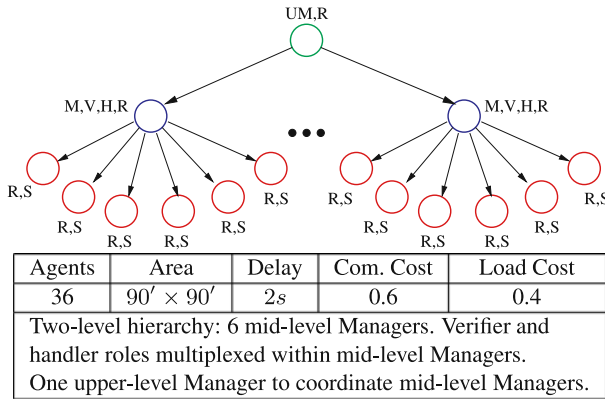 UM,R
M,V,H,R
M,V,H,R
R,S
R,S
R,S
R,S
R,S
R,S
R,S
R,S
R,S
R,S
R,S
R,S
Agents Area Delay Com. Cost Load Cost
36 90′ × 90′ 2s 0.6 0.4
Two-level hierarchy: 6 mid-level Managers. Verifier and
handler roles multiplexed within mid-level Managers.
One upper-level Manager to coordinate mid-level Managers.